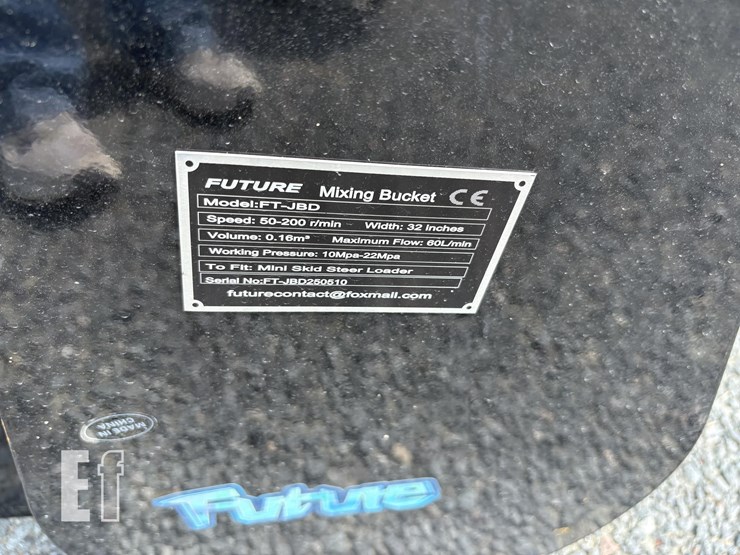 FUTURE Mixing Bucket CE
Model:FT-JBD
Speed: 50-200 r/min Width: 32 inches
Volume: 0.16m³ Maximum Flow: 60L/min
Working Pressure: 10Mpa-22Mpa
To Fit: Mini Skid Steer Loader
Serial No:FT-JBD250510
futurecontact@foxmail.com
MADE IN
CHINA
Ef
Future